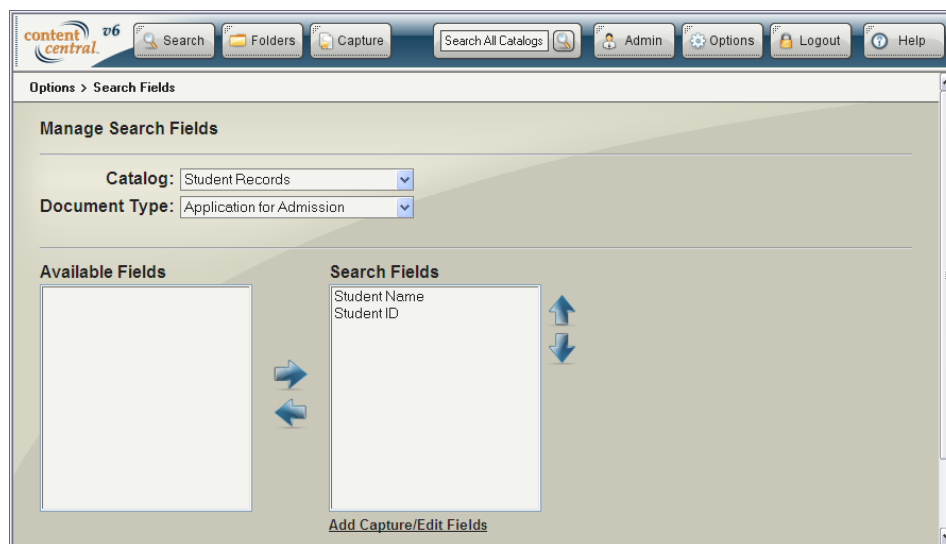 content central. v6 Search Folders Capture Search All Catalogs Admin Options Logout Help
Options > Search Fields
Manage Search Fields
Catalog: Student Records
Document Type: Application for Admission
Available Fields Search Fields
Student Name
Student ID
Add Capture/Edit Fields